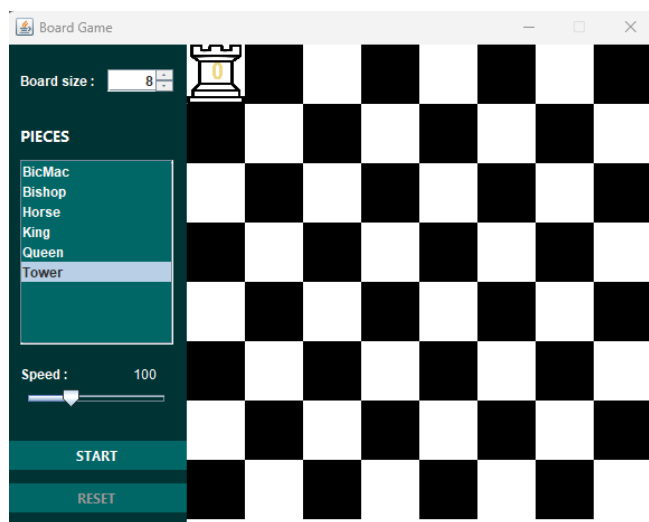 Board Game
Board size : 8
PIECES
BicMac
Bishop
Horse
King
Queen
Tower
Speed : 100
START
RESET
0